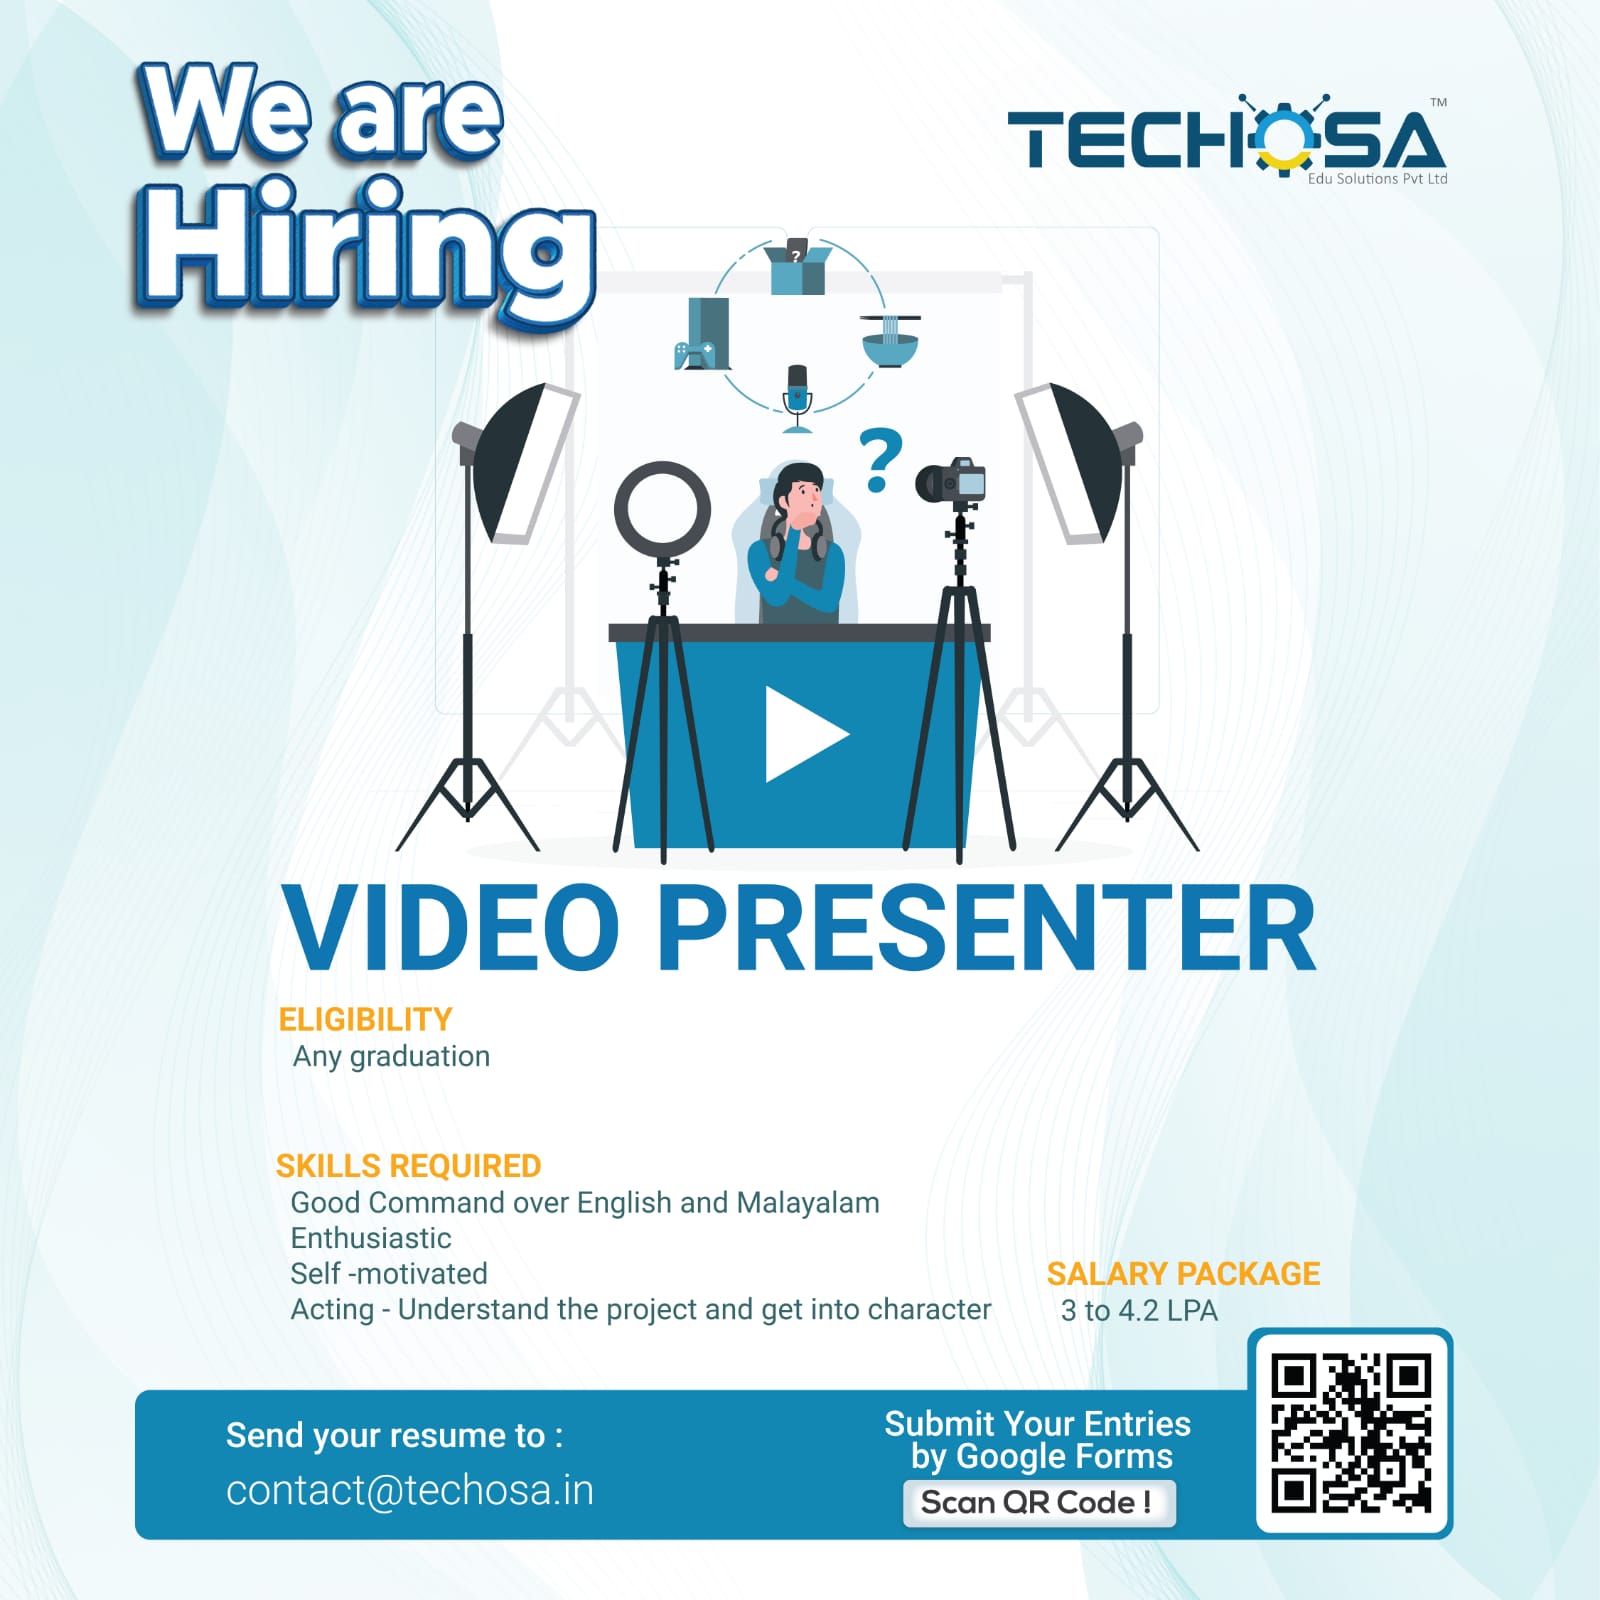 We are
Hiring
TECHOSA
TM
Edu Solutions Pvt Ltd
?
?
VIDEO PRESENTER
ELIGIBILITY
Any graduation
SKILLS REQUIRED
Good Command over English and Malayalam
Enthusiastic
Self -motivated
Acting - Understand the project and get into character
SALARY PACKAGE
3 to 4.2 LPA
Send your resume to :
contact@techosa.in
Submit Your Entries
by Google Forms
Scan QR Code !